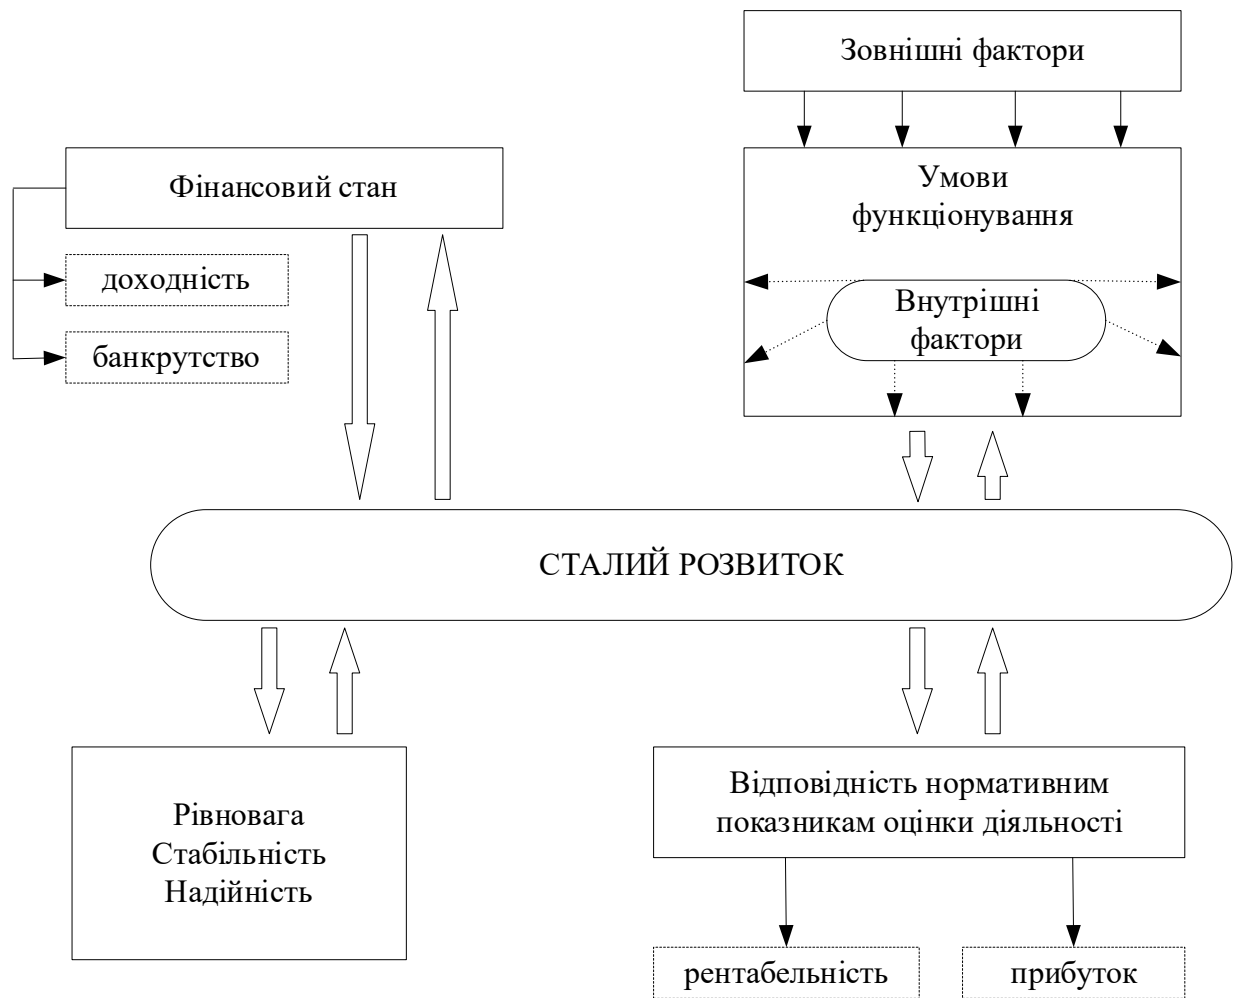 Зовнішні фактори
Фінансовий стан
доходність
банкрутство
Умови
функціонування
Внутрішні
фактори
СТАЛИЙ РОЗВИТОК
Рівновага
Стабільність
Надійність
Відповідність нормативним
показникам оцінки діяльності
рентабельність
прибуток